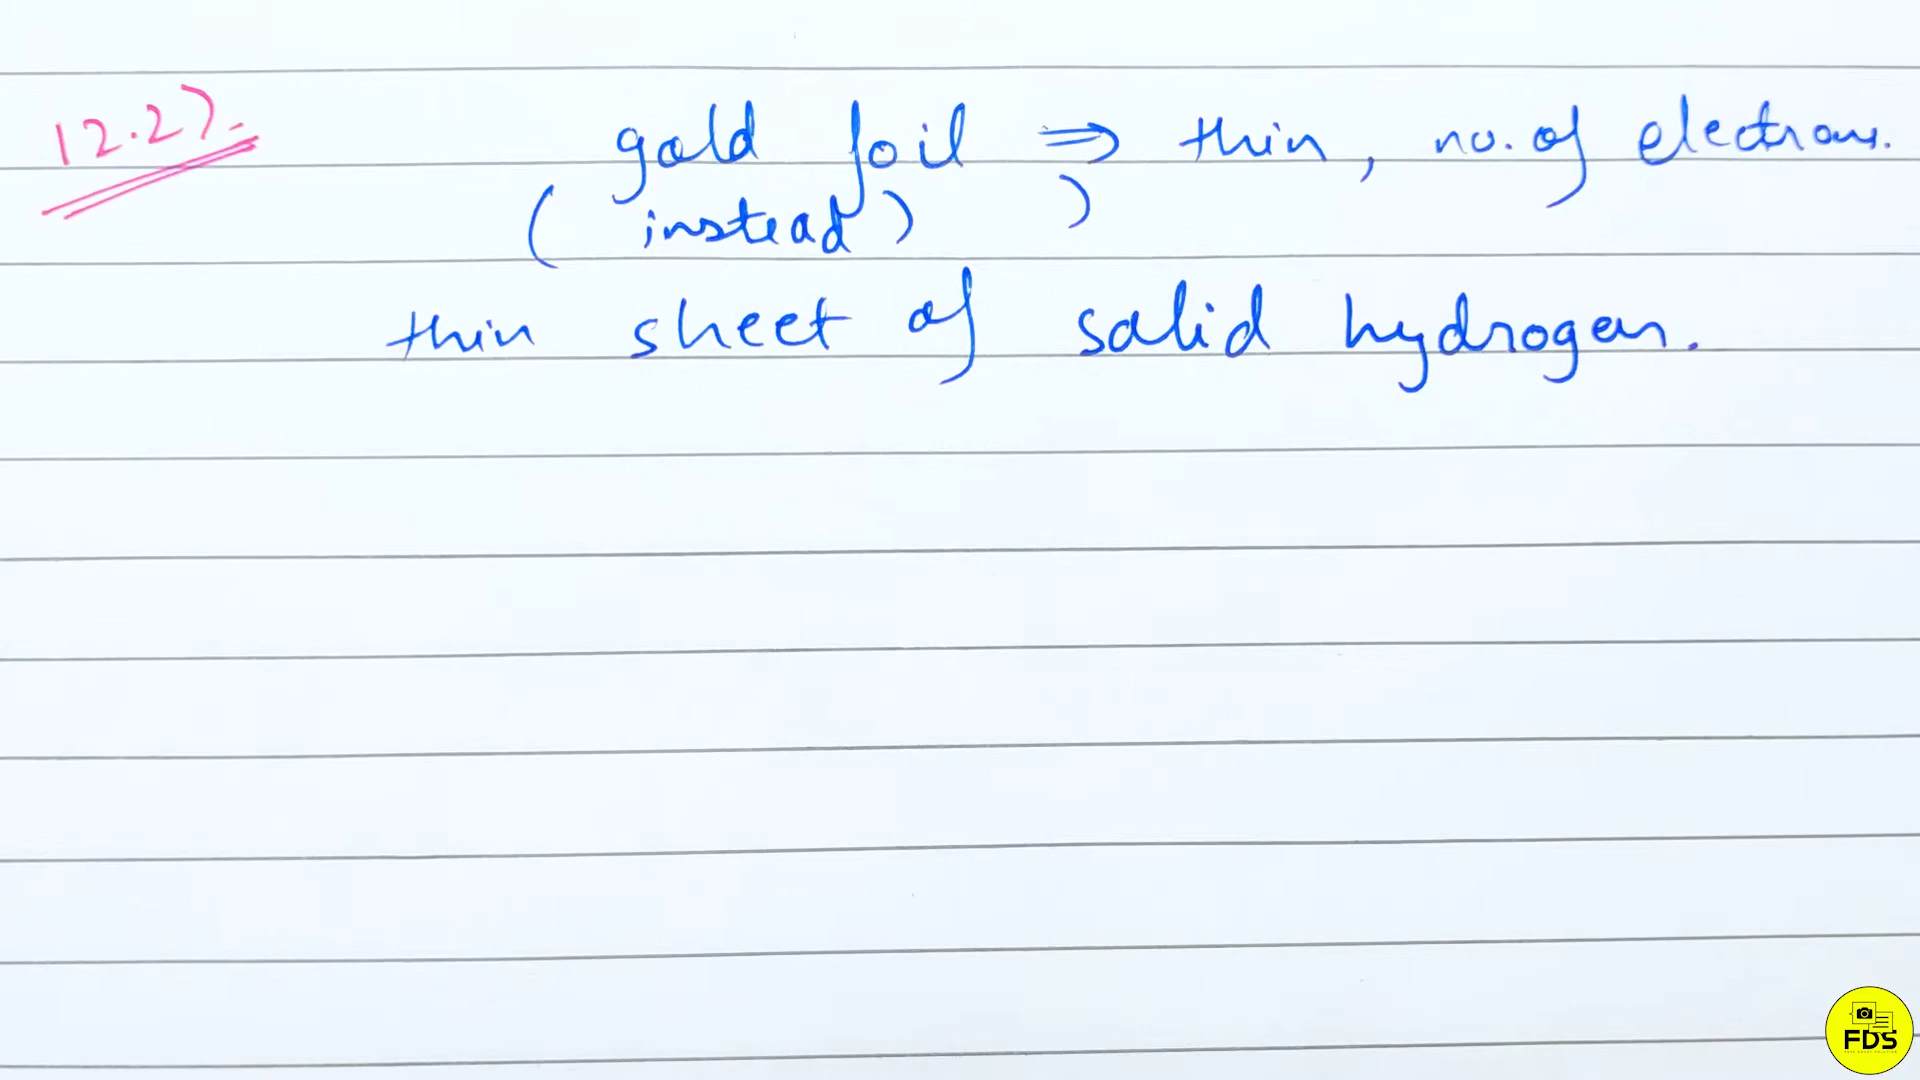 12.27.
gold foil ⇒ thin, no. of electrons.
( instead ) )
thin sheet of solid hydrogen.
FDS